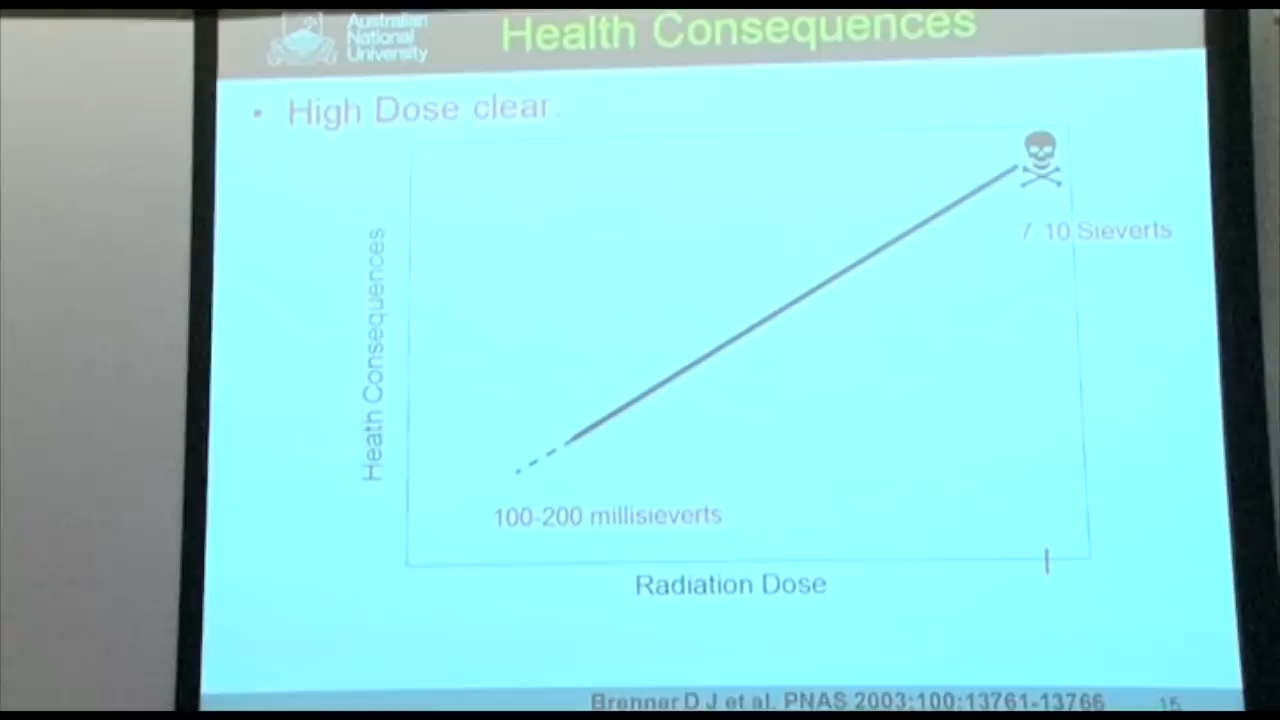 Australian
National
University
Health Consequences
• High Dose clear.
7-10 Sieverts
Heath Consequences
100-200 millisieverts
Radiation Dose
Brenner D J et al. PNAS 2003;100:13761-13766
15